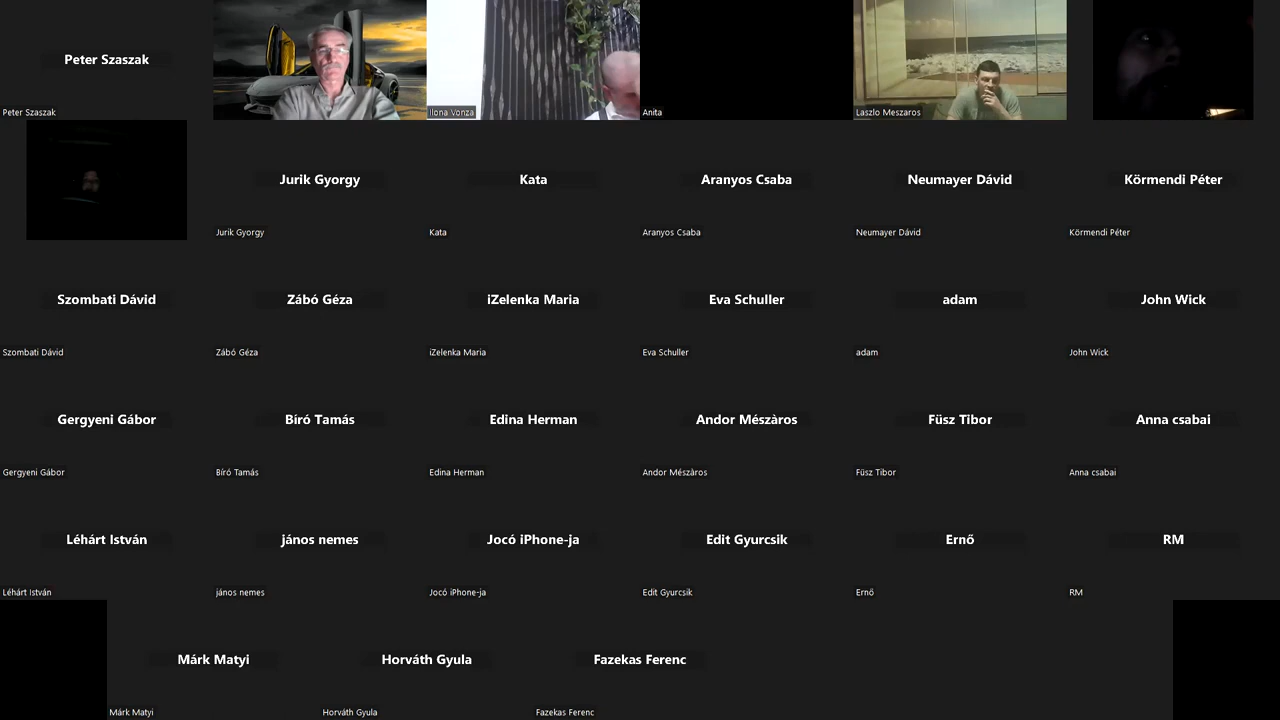 Peter Szaszak
Peter Szaszak
Ilona Vonza
Anita
Laszlo Meszaros
Jurik Gyorgy
Kata
Aranyos Csaba
Neumayer Dávid
Körmendi Péter
Jurik Gyorgy
Kata
Aranyos Csaba
Neumayer Dávid
Körmendi Péter
Szombati Dávid
Zábó Géza
iZelenka Maria
Eva Schuller
adam
John Wick
Szombati Dávid
Zábó Géza
iZelenka Maria
Eva Schuller
adam
John Wick
Gergyeni Gábor
Bíró Tamás
Edina Herman
Andor Mészàros
Füsz Tibor
Anna csabai
Gergyeni Gábor
Bíró Tamás
Edina Herman
Andor Mészàros
Füsz Tibor
Anna csabai
Léhárt István
jános nemes
Jocó iPhone-ja
Edit Gyurcsik
Ernő
RM
Léhárt István
jános nemes
Jocó iPhone-ja
Edit Gyurcsik
Ernő
RM
Márk Matyi
Horváth Gyula
Fazekas Ferenc
Márk Matyi
Horváth Gyula
Fazekas Ferenc